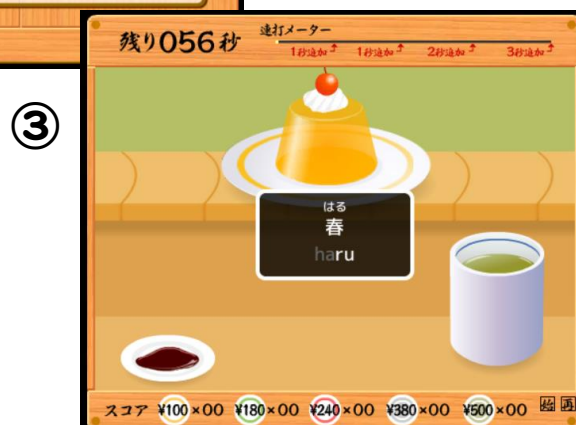 ③
残り056秒
連打メーター
1秒追加 1秒追加 2秒追加 3秒追加
はる
春
haru
スコア ¥100×00 ¥180×00 ¥240×00 ¥380×00 ¥500×00 始 再